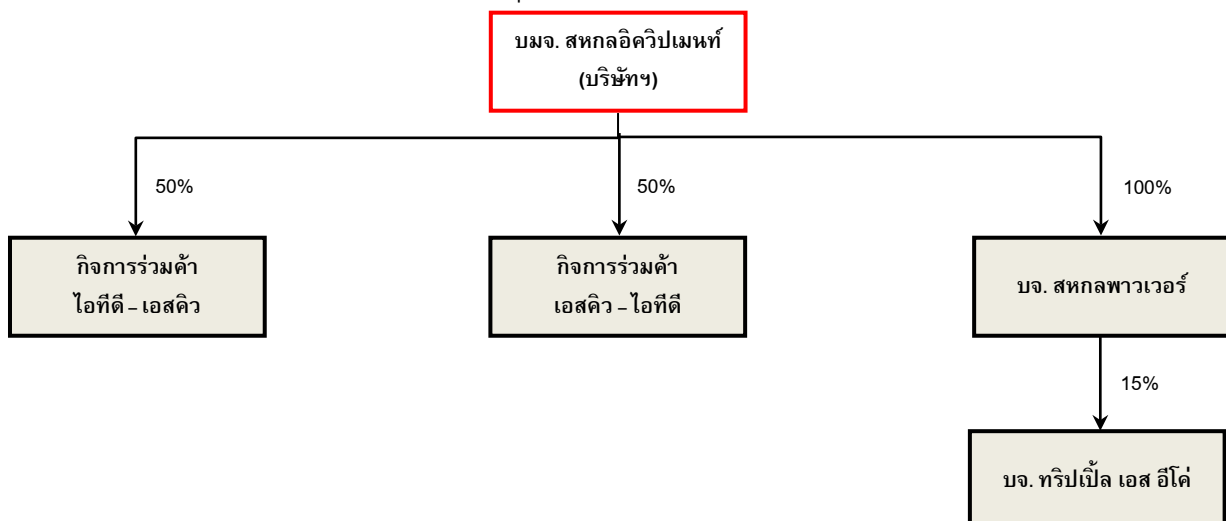 บมจ. สหกลอิควิปเมนท์
(บริษัทฯ)
50%
50%
100%
กิจการร่วมค้า
ไอทีดี – เอสคิว
กิจการร่วมค้า
เอสคิว – ไอทีดี
บจ. สหกลพาวเวอร์
15%
บจ. ทริปเปิ้ล เอส อีโค่